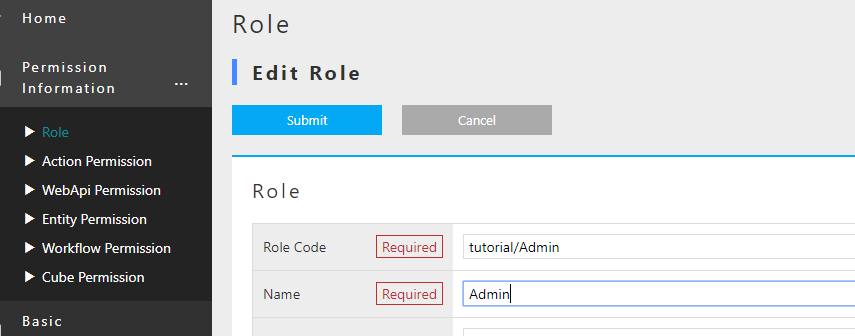 Home
Permission
Information
...
Role
Action Permission
WebApi Permission
Entity Permission
Workflow Permission
Cube Permission
Basic
Role
Edit Role
Submit Cancel
Role
Role Code Required tutorial/Admin
Name Required Admin